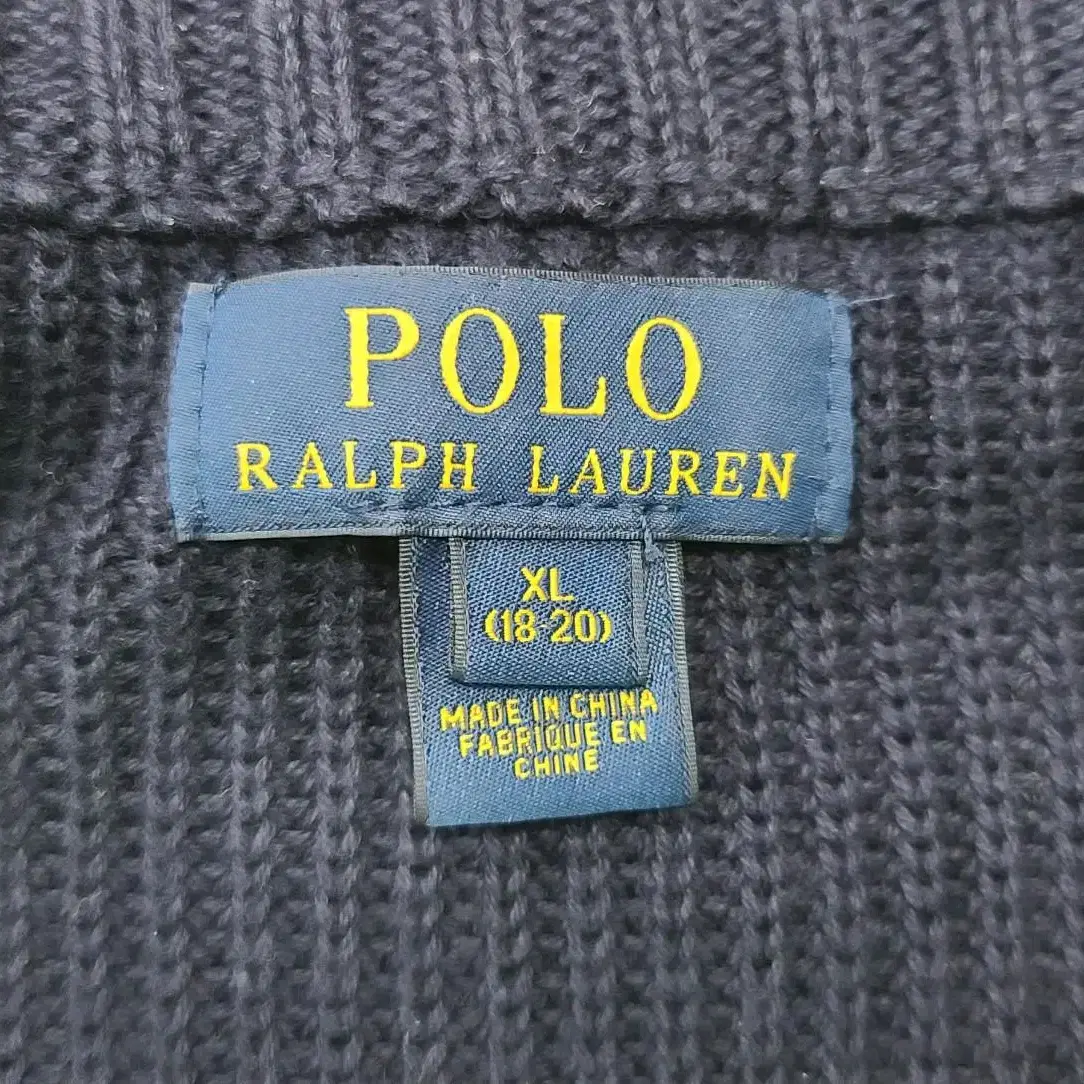 POLO
RALPH LAUREN
XL
(18-20)
MADE IN CHINA
FABRIQUE EN
CHINE